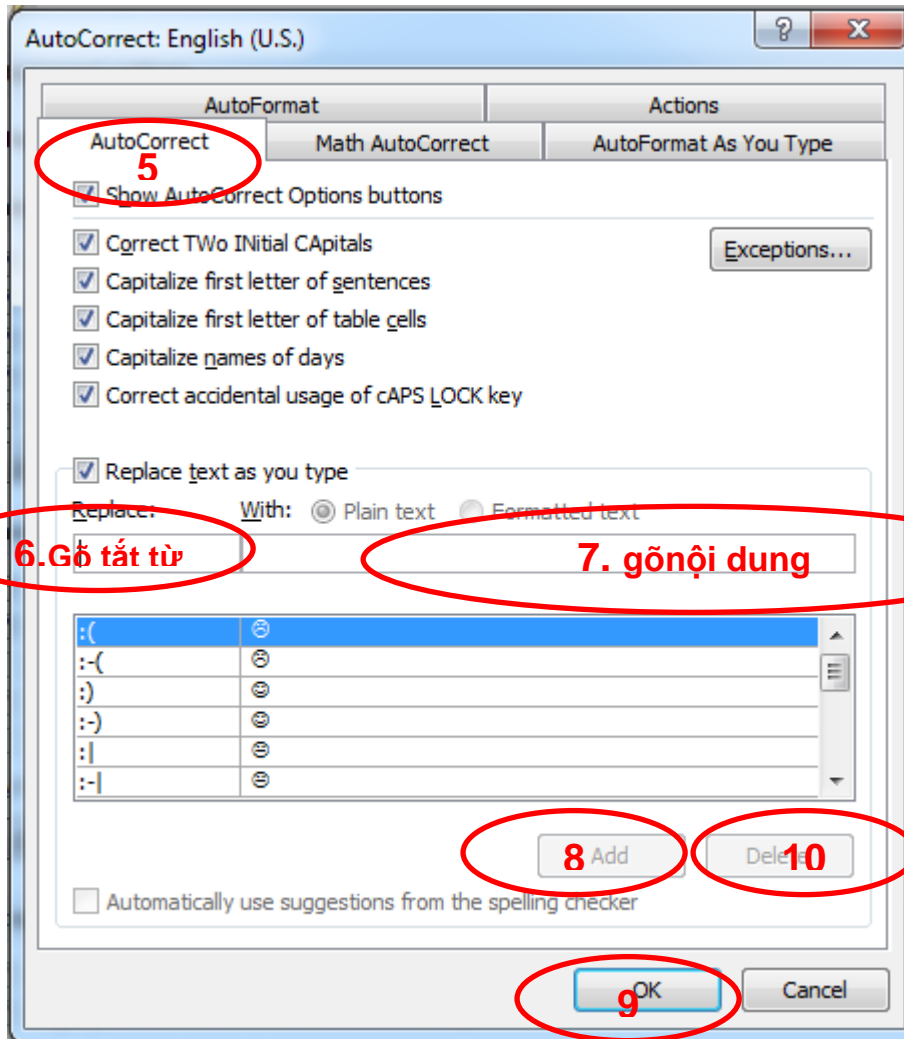 AutoCorrect: English (U.S.)
AutoFormat Actions
AutoCorrect Math AutoCorrect AutoFormat As You Type
5
Show AutoCorrect Options buttons
Correct TWo INitial CApitals Exceptions...
Capitalize first letter of sentences
Capitalize first letter of table cells
Capitalize names of days
Correct accidental usage of cAPS LOCK key
Replace text as you type
Replace: With: Plain text Formatted text
6.Gõ tắt từ 7. gõnội dung
:( ☹
:-( ☹
:) ☺
:-) ☺
:| 😐
:-| 😐
8 Add Delete 10
Automatically use suggestions from the spelling checker
9 OK Cancel